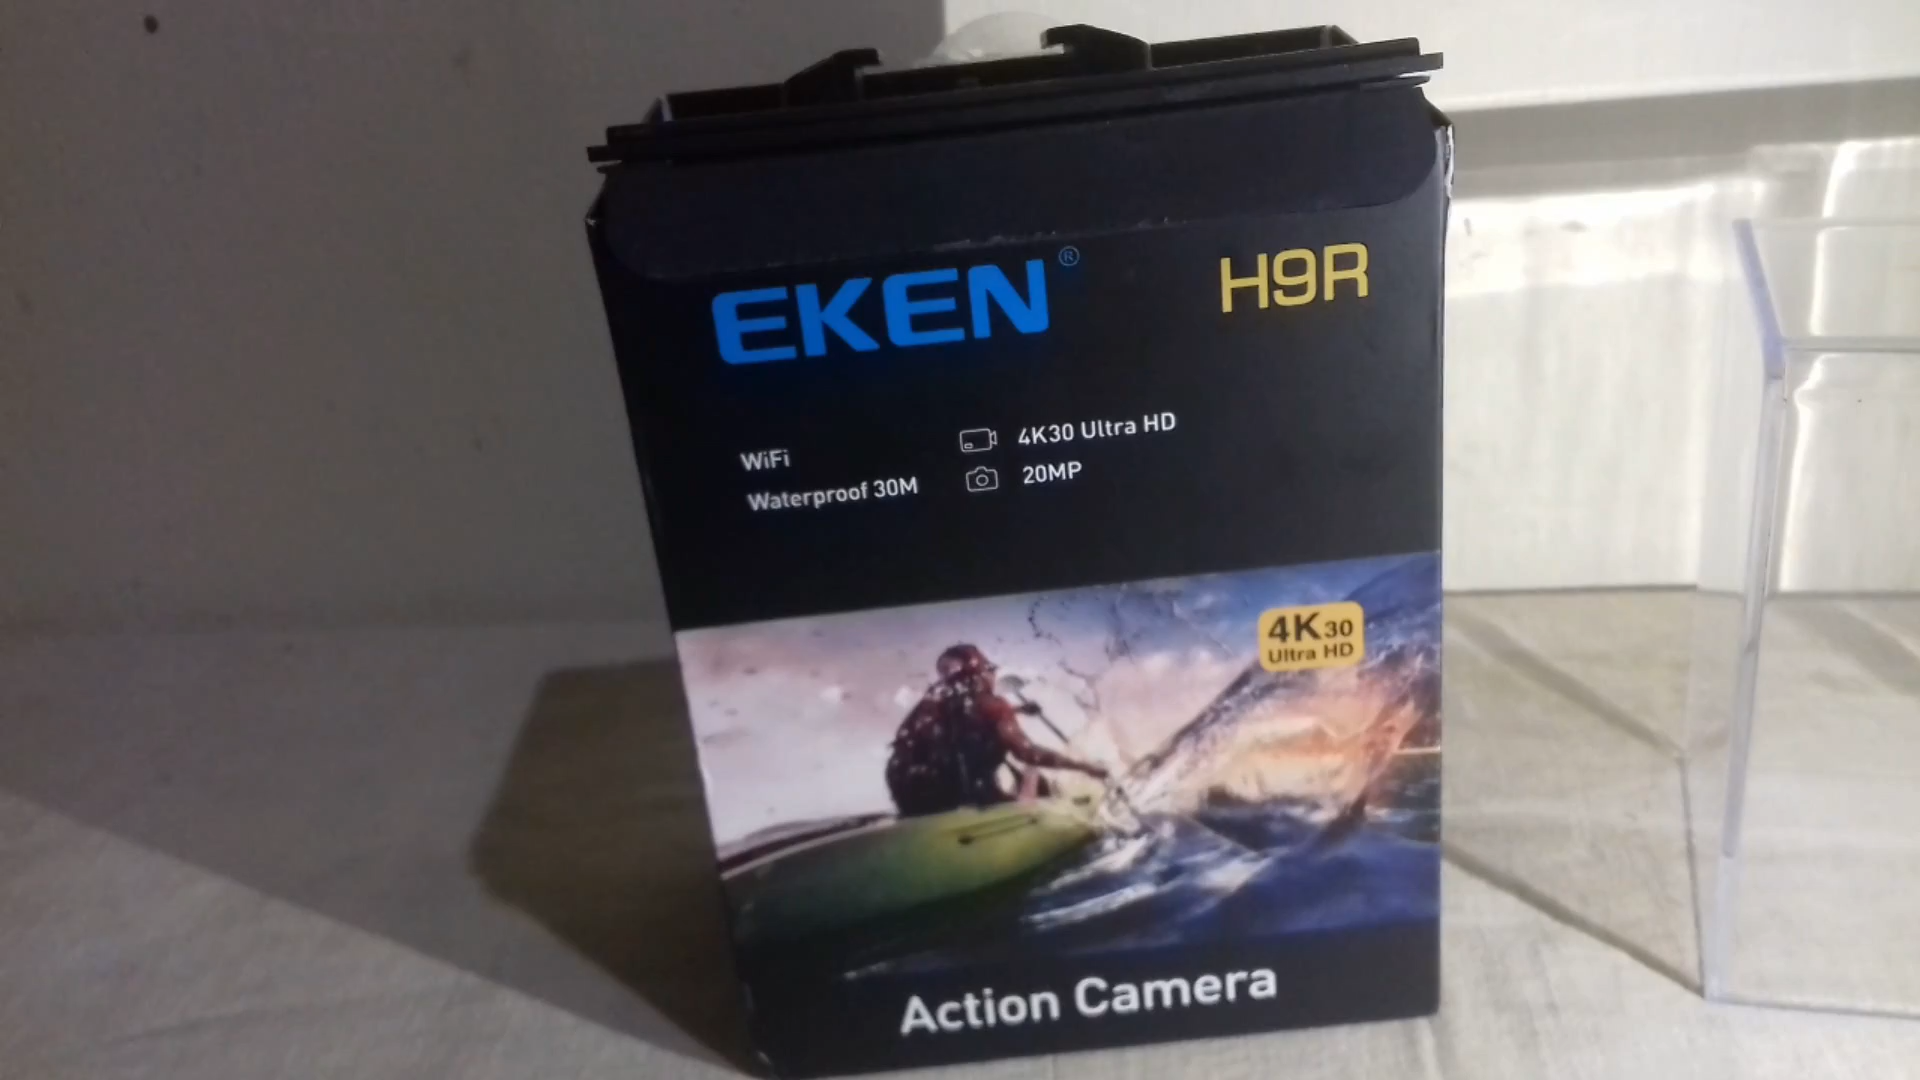 EKEN® H9R
WiFi
Waterproof 30M
4K30 Ultra HD
20MP
4K30
Ultra HD
Action Camera